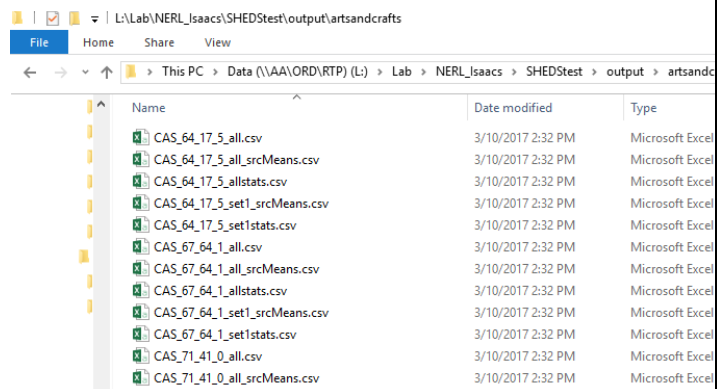 L:\Lab\NERL_Isaacs\SHEDStest\output\artsandcrafts
File Home Share View
This PC > Data (\\AA\ORD\RTP) (L:) > Lab > NERL_Isaacs > SHEDStest > output > artsandc
Name Date modified Type
CAS_64_17_5_all.csv 3/10/2017 2:32 PM Microsoft Excel
CAS_64_17_5_all_srcMeans.csv 3/10/2017 2:32 PM Microsoft Excel
CAS_64_17_5_allstats.csv 3/10/2017 2:32 PM Microsoft Excel
CAS_64_17_5_set1_srcMeans.csv 3/10/2017 2:32 PM Microsoft Excel
CAS_64_17_5_set1stats.csv 3/10/2017 2:32 PM Microsoft Excel
CAS_67_64_1_all.csv 3/10/2017 2:32 PM Microsoft Excel
CAS_67_64_1_all_srcMeans.csv 3/10/2017 2:32 PM Microsoft Excel
CAS_67_64_1_allstats.csv 3/10/2017 2:32 PM Microsoft Excel
CAS_67_64_1_set1_srcMeans.csv 3/10/2017 2:32 PM Microsoft Excel
CAS_67_64_1_set1stats.csv 3/10/2017 2:32 PM Microsoft Excel
CAS_71_41_0_all.csv 3/10/2017 2:32 PM Microsoft Excel
CAS_71_41_0_all_srcMeans.csv 3/10/2017 2:32 PM Microsoft Excel